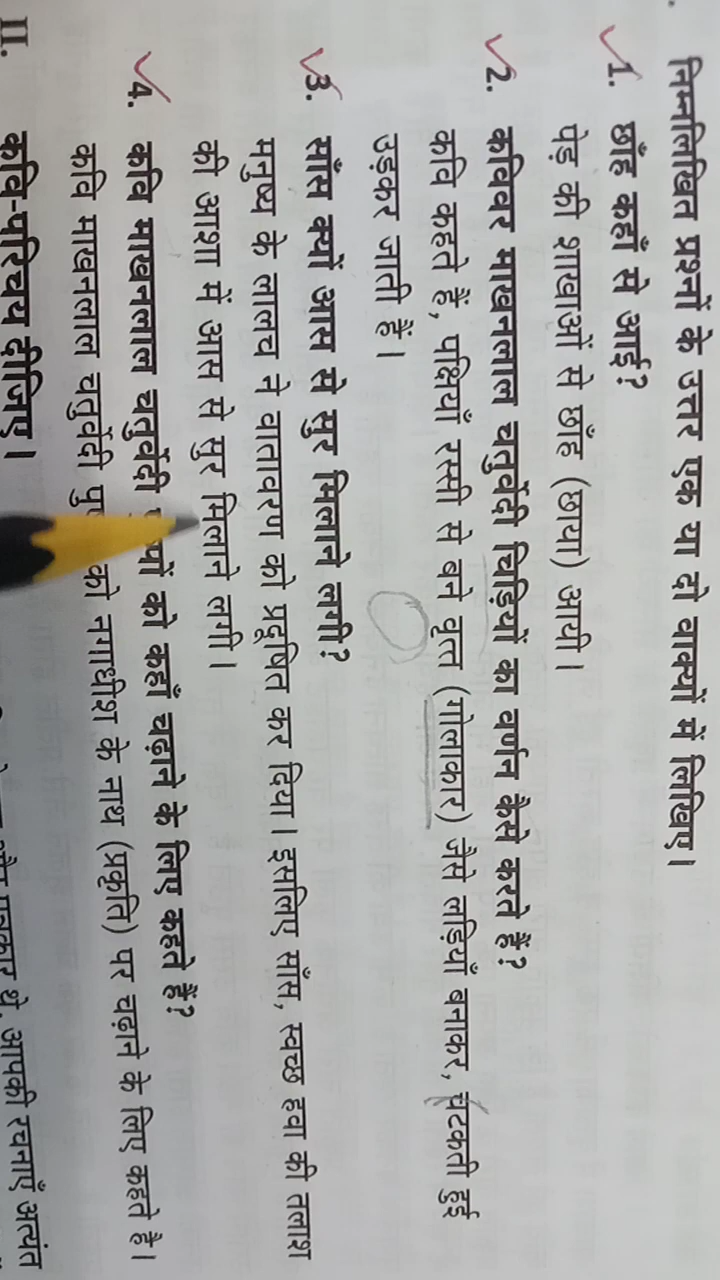 निम्नलिखित प्रश्नों के उत्तर एक या दो वाक्यों में लिखिए।
1. छाँह कहाँ से आई?
पेड़ की शाखाओं से छाँह (छाया) आयी।
2. कविवर माखनलाल चतुर्वेदी चिड़ियों का वर्णन कैसे करते हैं?
कवि कहते हैं, पक्षियाँ रस्सी से बने वृत्त (गोलाकार) जैसे लड़ियाँ बनाकर, चटकती हुई
उड़कर जाती हैं।
3. साँस क्यों आस से सुर मिलाने लगी?
मनुष्य के लालच ने वातावरण को प्रदूषित कर दिया। इसलिए साँस, स्वच्छ हवा की तलाश
की आशा में आस से सुर मिलाने लगी।
4. कवि माखनलाल चतुर्वेदी को कहाँ चढ़ाने के लिए कहते हैं?
कवि माखनलाल चतुर्वेदी को नगाधीश के नाथ (प्रकृति) पर चढ़ाने के लिए कहते है।
II. कवि-परिचय दीजिए।
थे. आपकी रचनाएँ अत्यंत